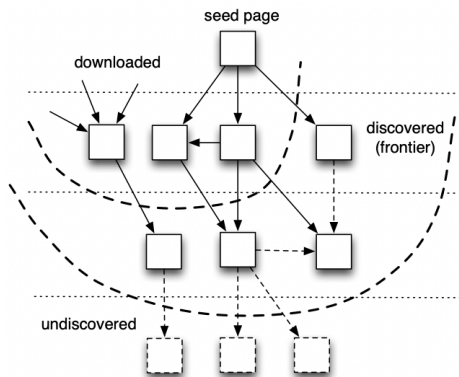 seed page
downloaded
discovered
(frontier)
undiscovered